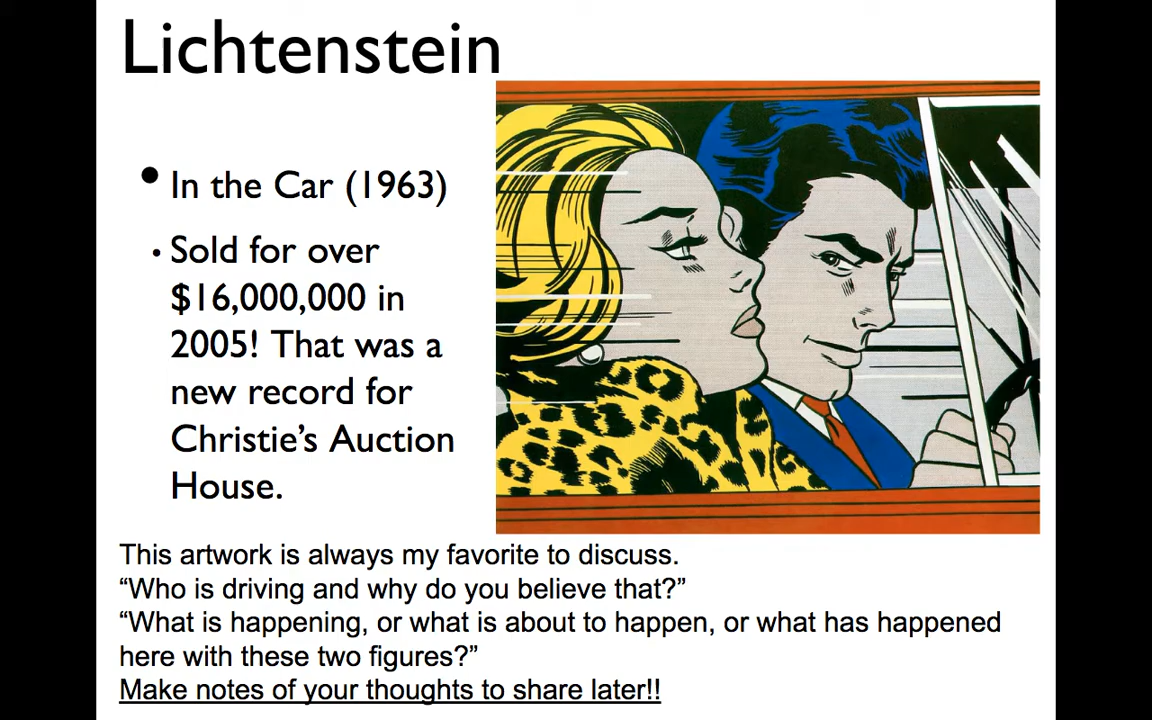 Lichtenstein
• In the Car (1963)
• Sold for over
$16,000,000 in
2005! That was a
new record for
Christie’s Auction
House.
This artwork is always my favorite to discuss.
“Who is driving and why do you believe that?”
“What is happening, or what is about to happen, or what has happened
here with these two figures?”
Make notes of your thoughts to share later!!